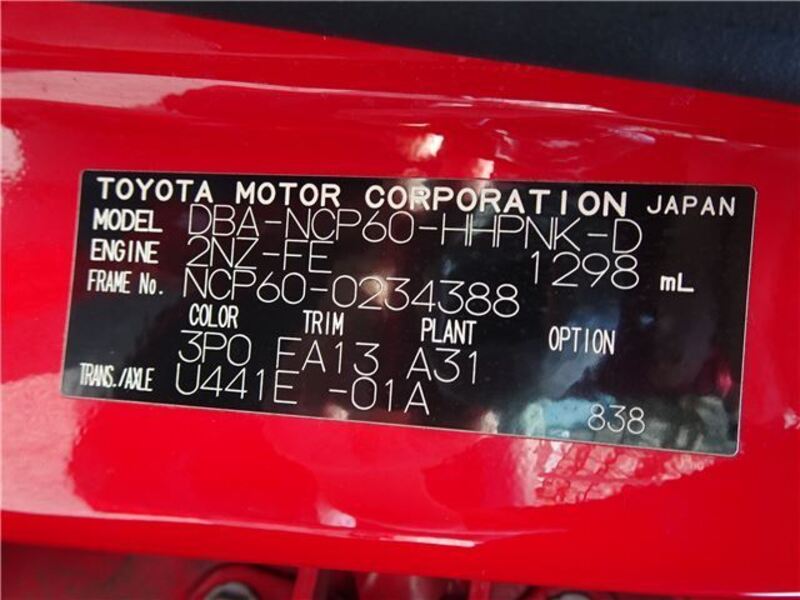 TOYOTA MOTOR CORPORATION JAPAN
MODEL DBA-NCP60-HHPNK-D
ENGINE 2NZ-FE 1298 mL
FRAME No. NCP60-0234388
COLOR TRIM PLANT OPTION
3P0 FA13 A31
TRANS./AXLE U441E -01A 838